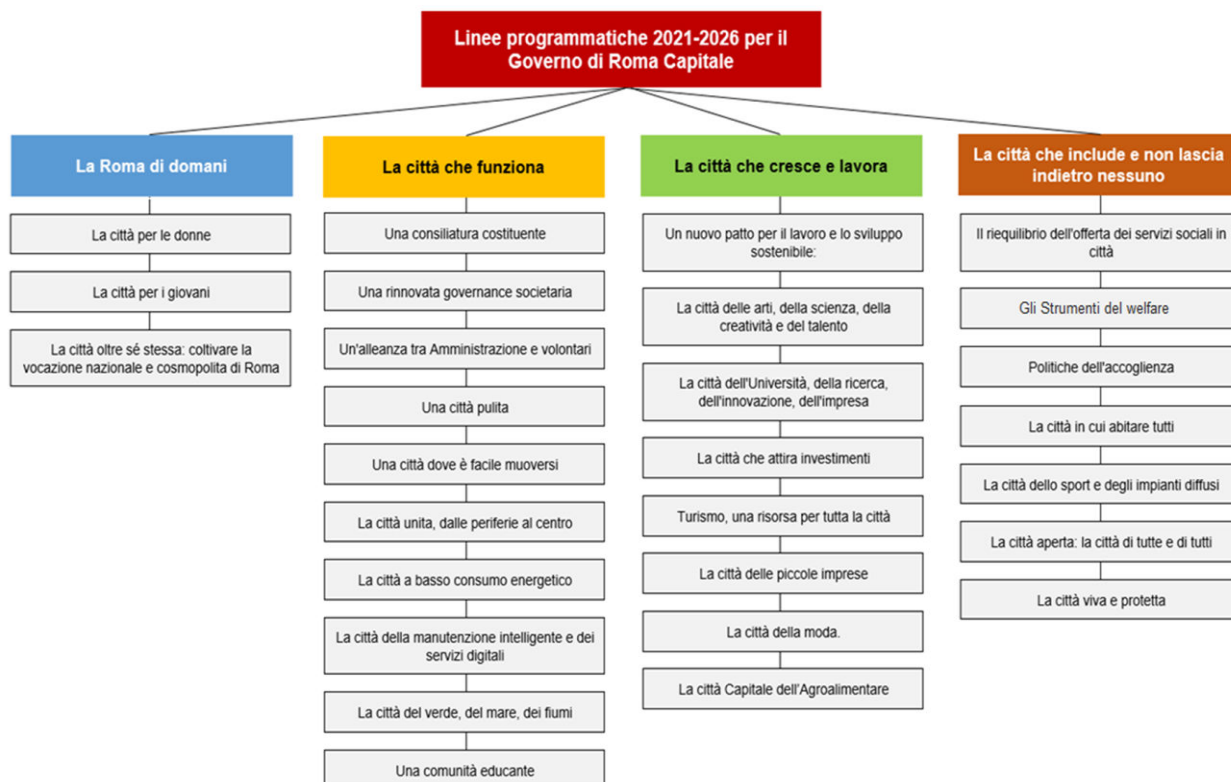 Linee programmatiche 2021-2026 per il
Governo di Roma Capitale
La Roma di domani
La città per le donne
La città per i giovani
La città oltre sé stessa: coltivare la
vocazione nazionale e cosmopolita di Roma
La città che funziona
Una consiliatura costituente
Una rinnovata governance societaria
Un'alleanza tra Amministrazione e volontari
Una città pulita
Una città dove è facile muoversi
La città unita, dalle periferie al centro
La città a basso consumo energetico
La città della manutenzione intelligente e dei
servizi digitali
La città del verde, del mare, dei fiumi
Una comunità educante
La città che cresce e lavora
Un nuovo patto per il lavoro e lo sviluppo
sostenibile:
La città delle arti, della scienza, della
creatività e del talento
La città dell'Università, della ricerca,
dell'innovazione, dell'impresa
La città che attira investimenti
Turismo, una risorsa per tutta la città
La città delle piccole imprese
La città della moda.
La città Capitale dell'Agroalimentare
La città che include e non lascia
indietro nessuno
Il riequilibrio dell'offerta dei servizi sociali in
città
Gli Strumenti del welfare
Politiche dell'accoglienza
La città in cui abitare tutti
La città dello sport e degli impianti diffusi
La città aperta: la città di tutte e di tutti
La città viva e protetta